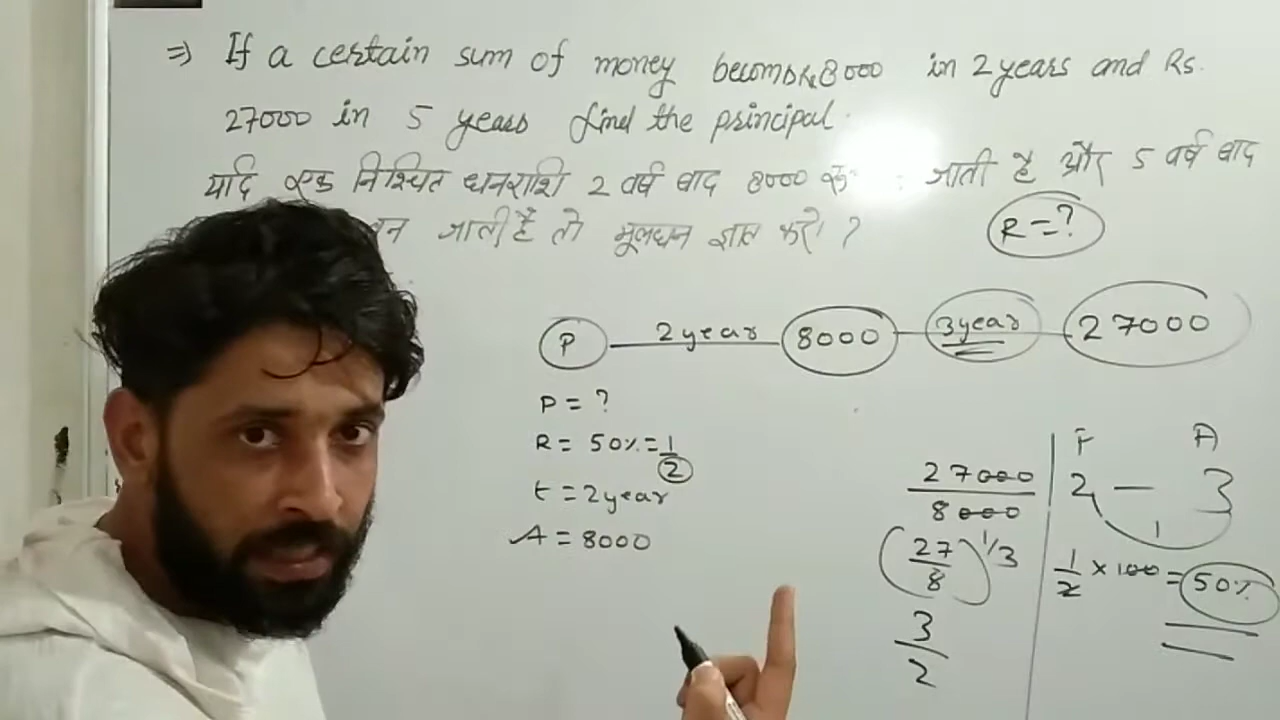 ⇒ If a certain sum of money becoms Rs 8000 in 2 years and Rs.
27000 in 5 years find the principal.
यदि एक निश्चित धनराशि 2 वर्ष बाद 8000 रू जाती है और 5 वर्ष बाद
बन जाती है तो मूलधन ज्ञात करो ?
R = ?
P 2 year 8000 3 year 27000
P = ?
R = 50% = 1/2
t = 2 year
A = 8000
27000/8000
(27/8)^1/3
3/2
P A
2 — 3
1
1/2 × 100 = 50%